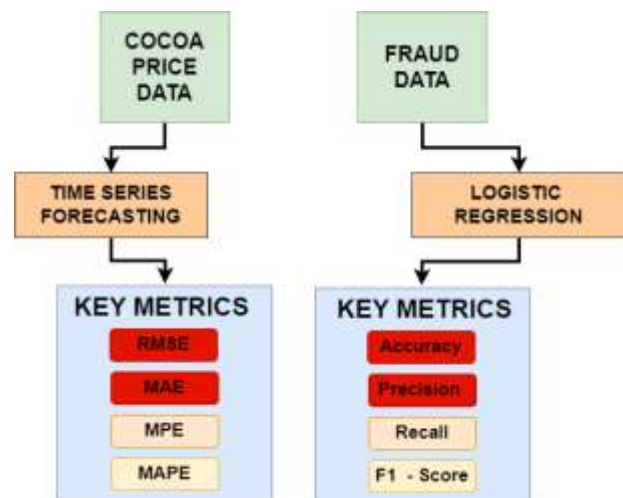 COCOA
PRICE
DATA
TIME SERIES
FORECASTING
KEY METRICS
RMSE
MAE
MPE
MAPE
FRAUD
DATA
LOGISTIC
REGRESSION
KEY METRICS
Accuracy
Precision
Recall
F1 - Score